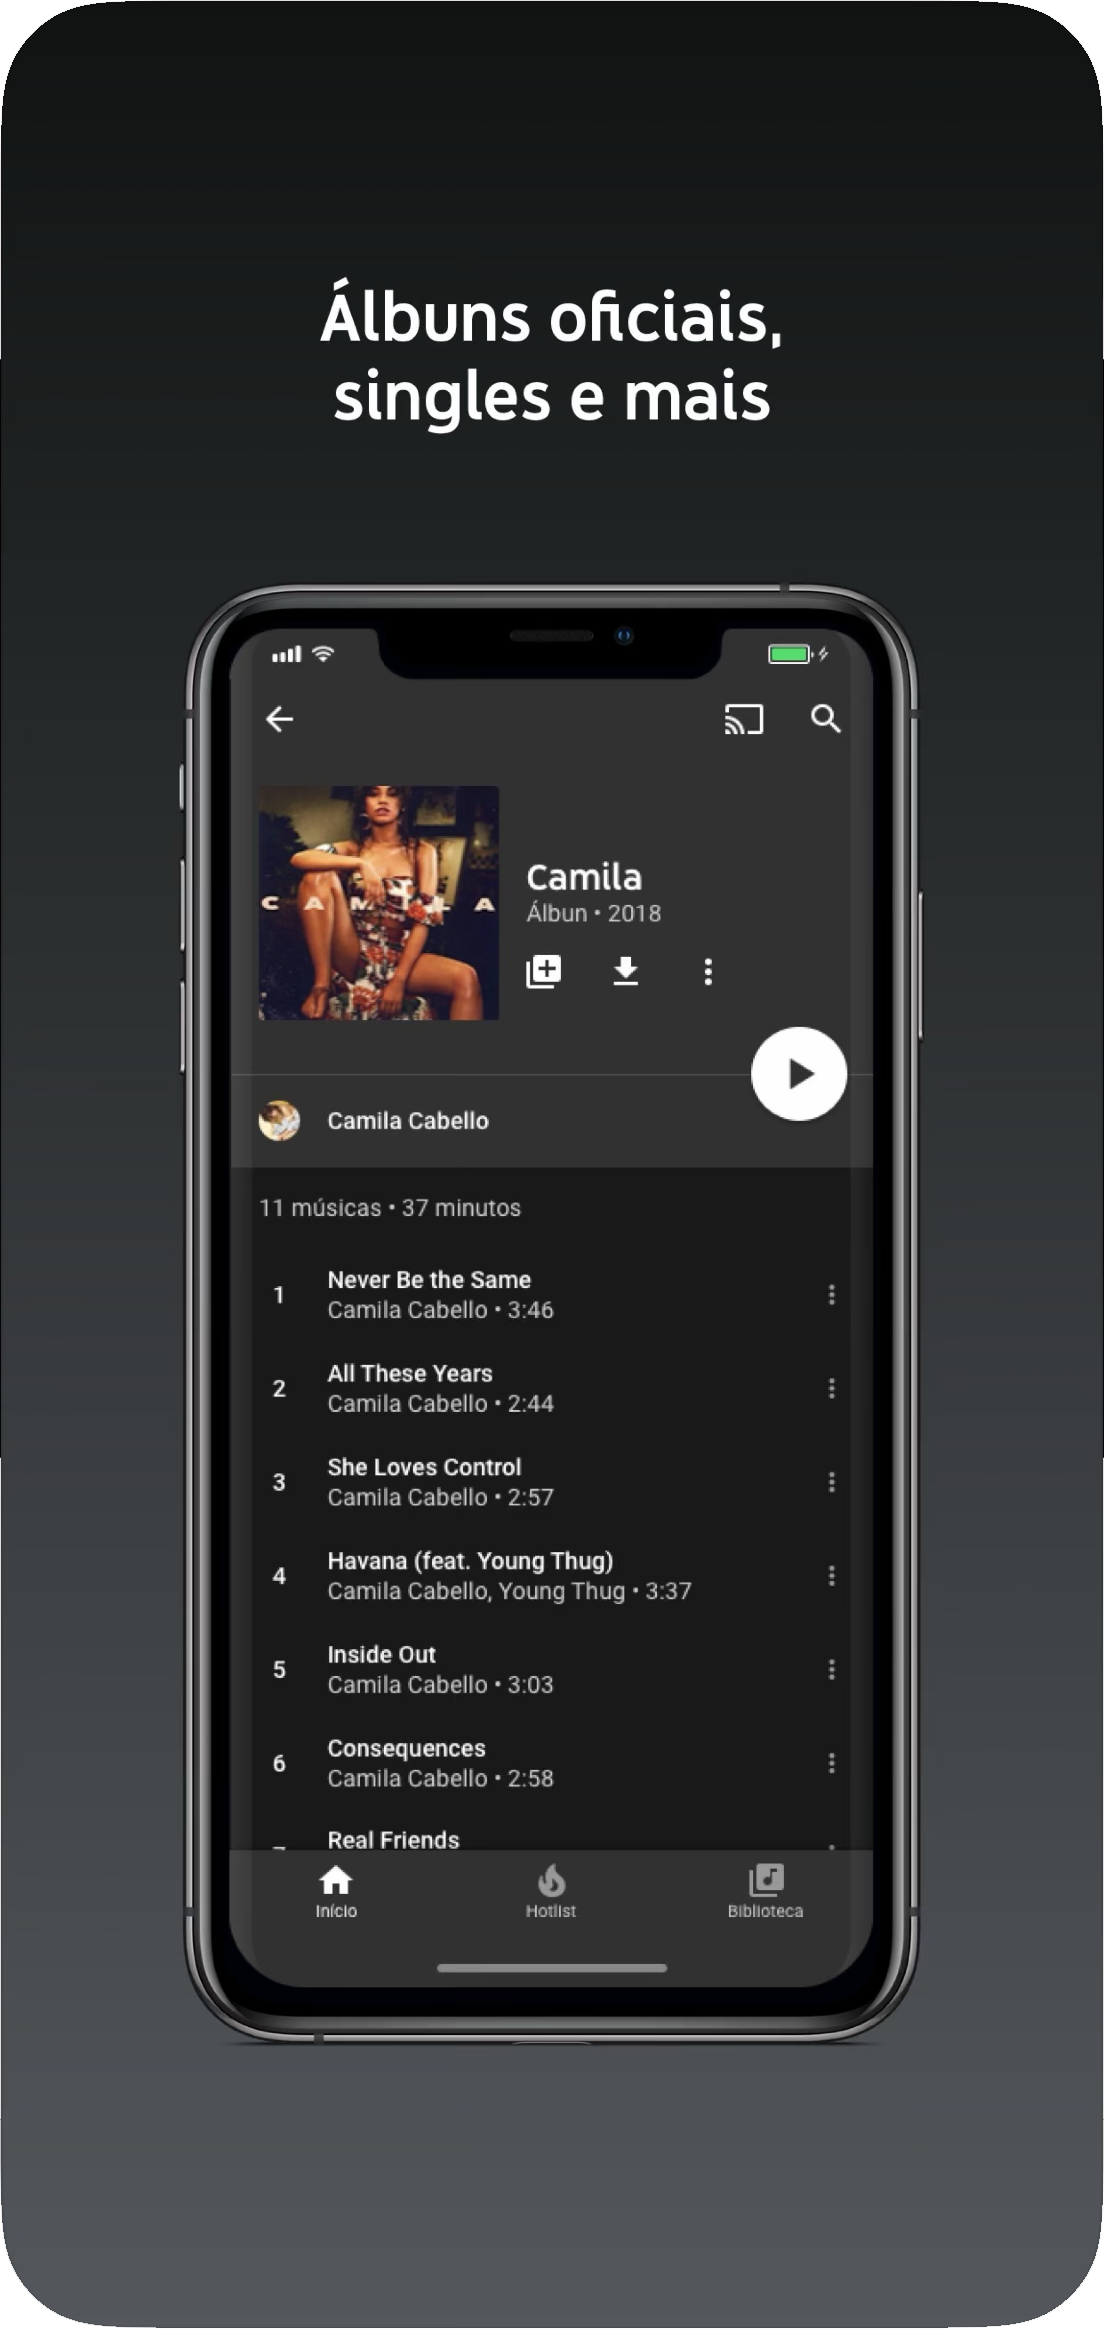 Álbuns oficiais,
singles e mais
CAMILA
Camila
Álbun • 2018
Camila Cabello
11 músicas • 37 minutos
1
Never Be the Same
Camila Cabello • 3:46
2
All These Years
Camila Cabello • 2:44
3
She Loves Control
Camila Cabello • 2:57
4
Havana (feat. Young Thug)
Camila Cabello, Young Thug • 3:37
5
Inside Out
Camila Cabello • 3:03
6
Consequences
Camila Cabello • 2:58
Real Friends
Início
Hotlist
Biblioteca